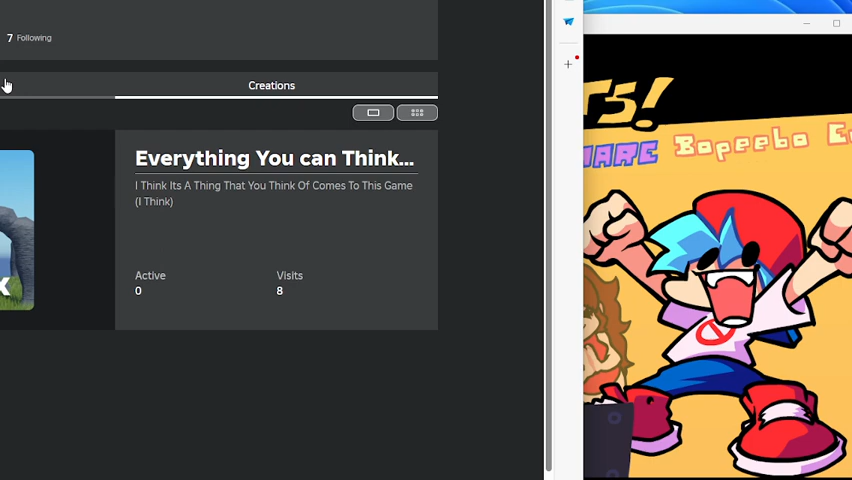 7 Following
Creations
Everything You can Think...
I Think Its A Thing That You Think Of Comes To This Game
(I Think)
Active
Visits
0
8
Bopeebo